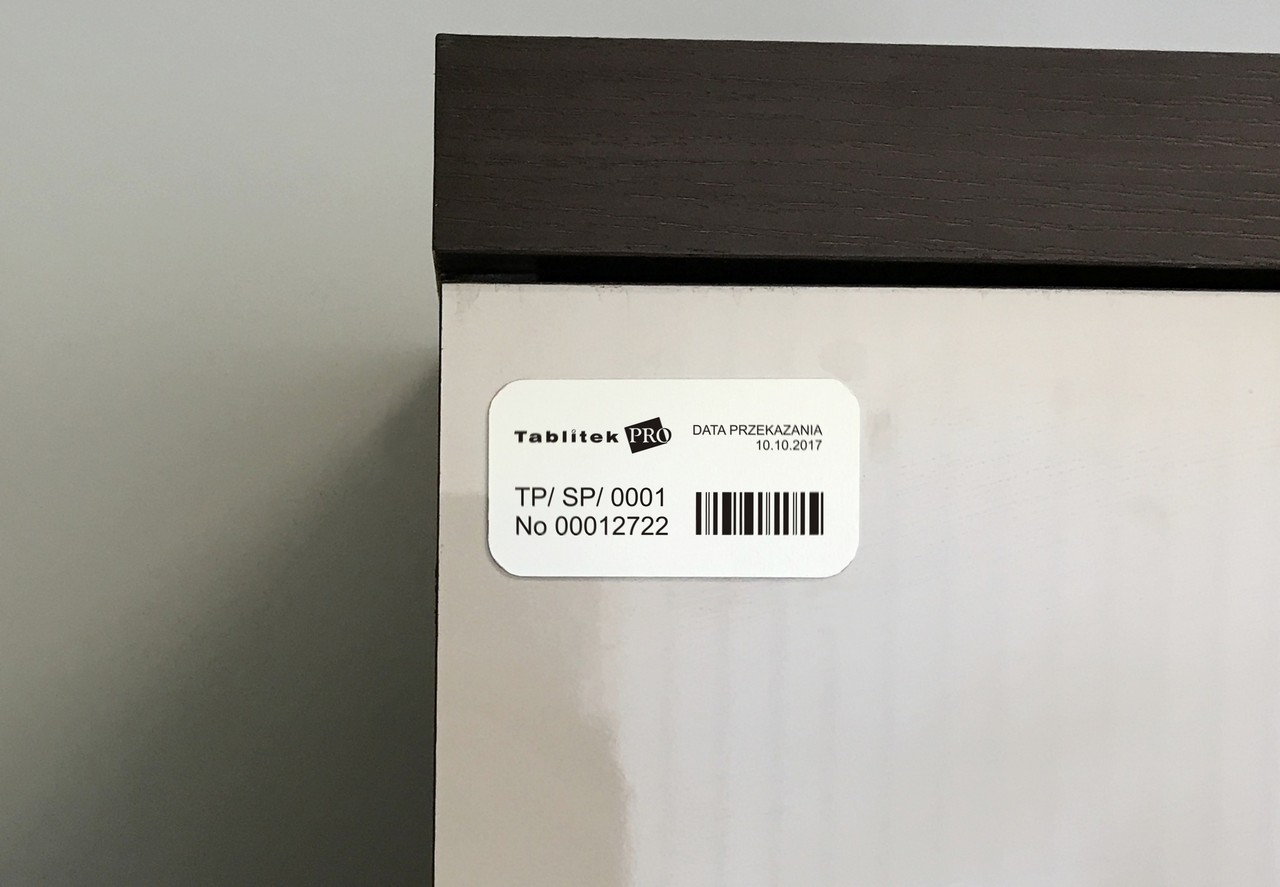 Tablitek PRO
DATA PRZEKAZANIA
10.10.2017
TP/ SP/ 0001
No 00012722